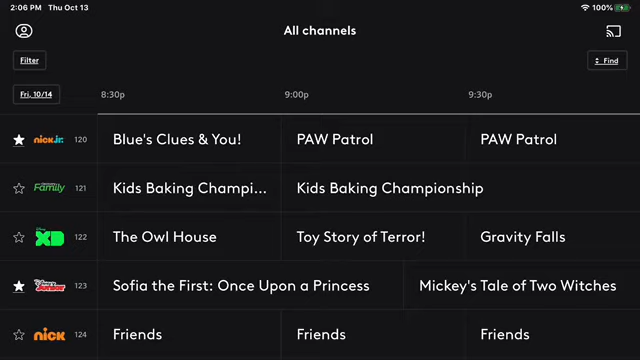 2:06 PM Thu Oct 13 100%
All channels
Filter
Find
Fri, 10/14 8:30p 9:00p 9:30p
nick jr. 120 Blue's Clues & You! PAW Patrol PAW Patrol
Family 121 Kids Baking Champi... Kids Baking Championship
XD 122 The Owl House Toy Story of Terror! Gravity Falls
Junior 123 Sofia the First: Once Upon a Princess Mickey's Tale of Two Witches
nick 124 Friends Friends Friends